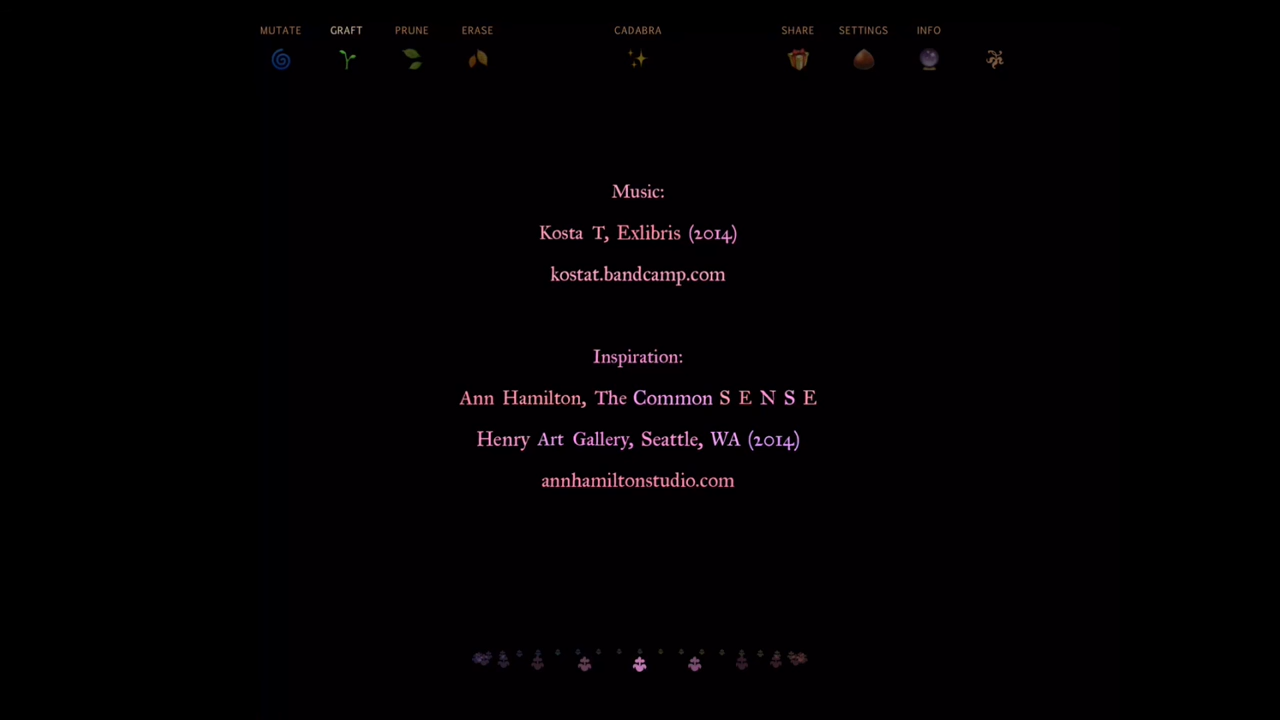 MUTATE GRAFT PRUNE ERASE CADABRA SHARE SETTINGS INFO
Music:
Kosta T, Exlibris (2014)
kostat.bandcamp.com
Inspiration:
Ann Hamilton, The Common S E N S E
Henry Art Gallery, Seattle, WA (2014)
annhamiltonstudio.com